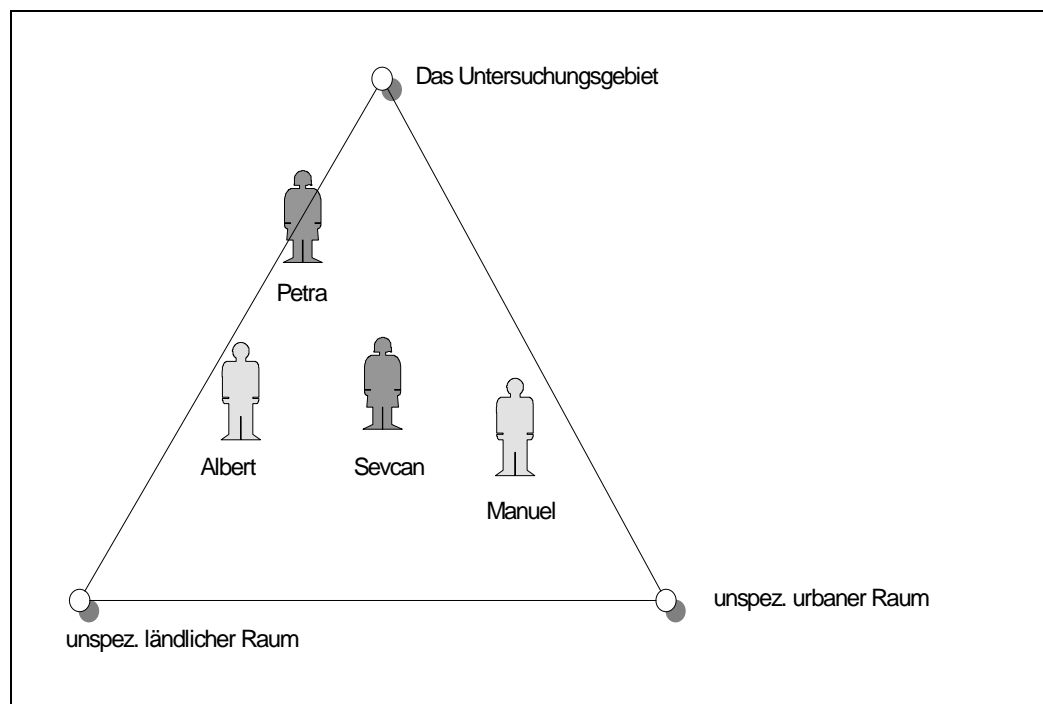 Das Untersuchungsgebiet
Petra
Albert
Sevcan
Manuel
unspez. urbaner Raum
unspez. ländlicher Raum